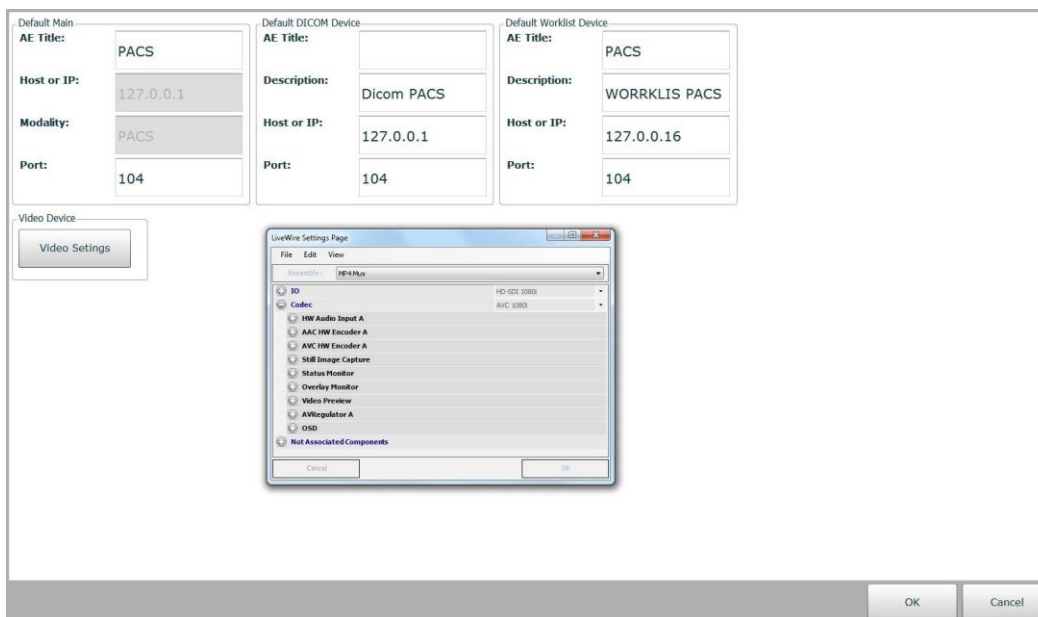 Default Main
AE Title:
PACS
Host or IP:
127.0.0.1
Modality:
PACS
Port:
104
Default DICOM Device
AE Title:
Description:
Dicom PACS
Host or IP:
127.0.0.1
Port:
104
Default Worklist Device
AE Title:
PACS
Description:
WORRKLIS PACS
Host or IP:
127.0.0.16
Port:
104
Video Device
Video Setings
LiveWire Settings Page
File Edit View
Assembly: MP4 Mux
IO HD-SDI 1080i
Codec AVC 1080i
HW Audio Input A
AAC HW Encoder A
AVC HW Encoder A
Still Image Capture
Status Monitor
Overlay Monitor
Video Preview
AVRegulator A
OSD
Not Associated Components
Cancel Ok
OK Cancel